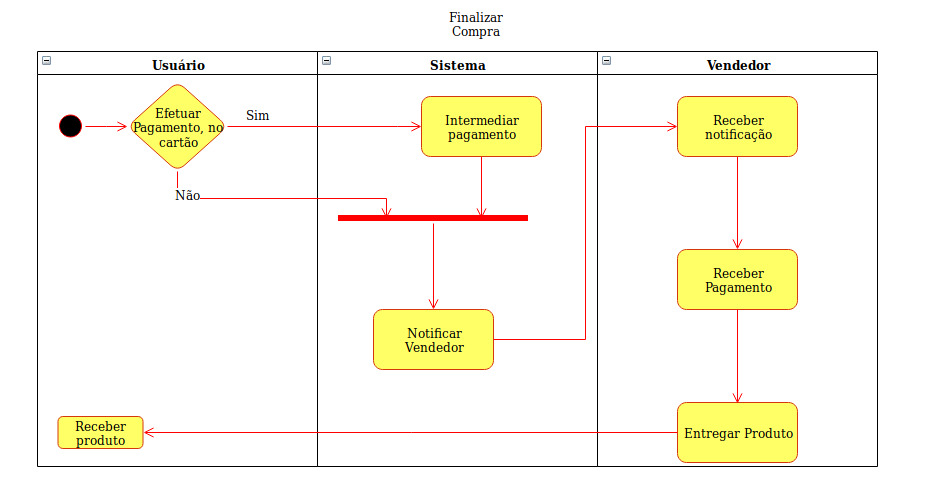 Finalizar
Compra
Usuário
Sistema
Vendedor
Efetuar
Pagamento, no
cartão
Sim
Intermediar
pagamento
Receber
notificação
Não
Receber
Pagamento
Notificar
Vendedor
Receber
produto
Entregar Produto